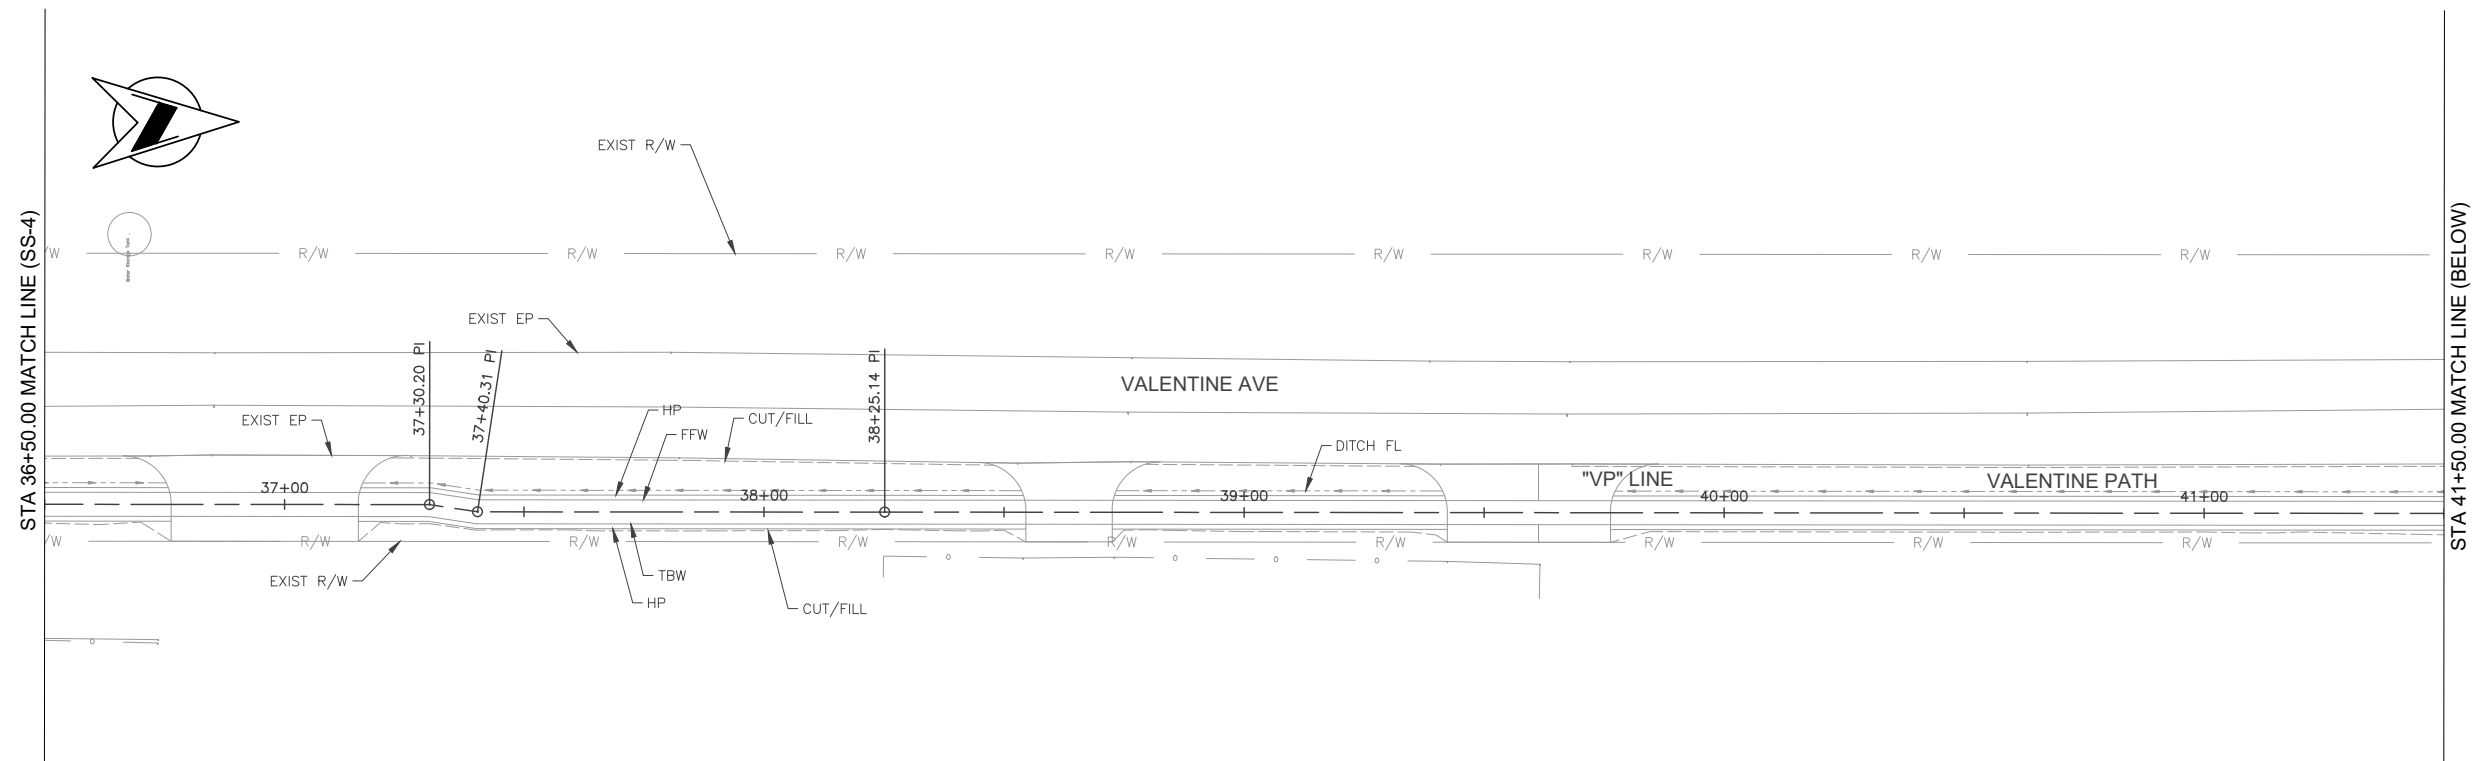 STA 36+50.00 MATCH LINE (SS-4)
EXIST R/W
/W R/W R/W R/W R/W R/W R/W R/W R/W
EXIST EP
37+30.20 PI
37+40.31 PI
38+25.14 PI
VALENTINE AVE
EXIST EP
HP
FFW
CUT/FILL
DITCH FL
"VP" LINE
VALENTINE PATH
37+00 38+00 39+00 40+00 41+00
/W R/W R/W R/W R/W R/W R/W R/W R/W
EXIST R/W
TBW
HP
CUT/FILL
STA 41+50.00 MATCH LINE (BELOW)